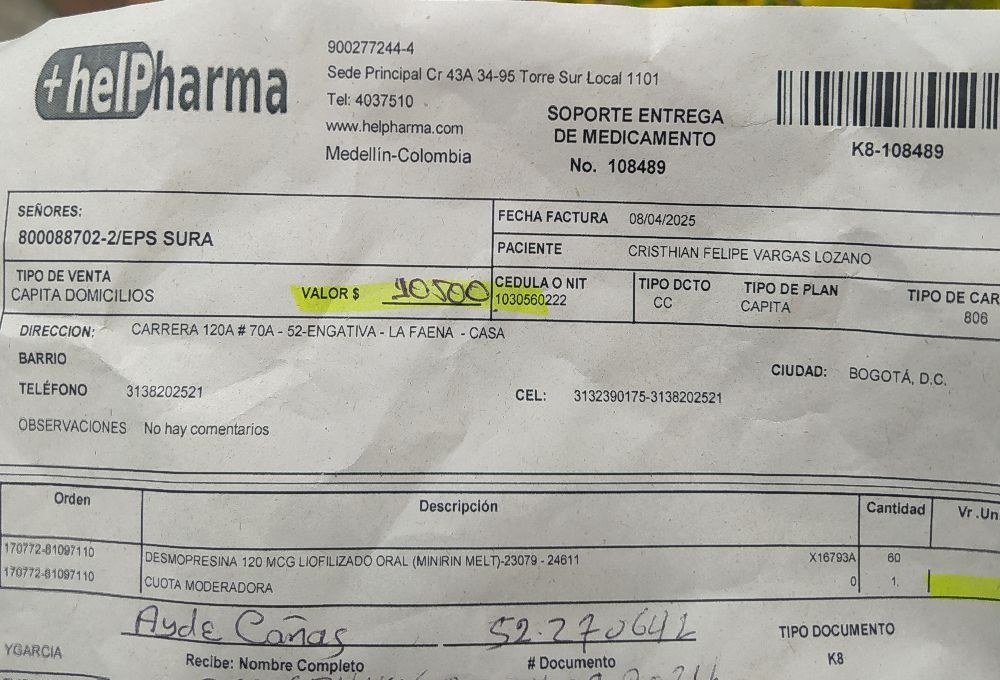 +helPharma
900277244-4
Sede Principal Cr 43A 34-95 Torre Sur Local 1101
Tel: 4037510
www.helpharma.com
Medellín-Colombia
SOPORTE ENTREGA
DE MEDICAMENTO
No. 108489
K8-108489
SEÑORES:
800088702-2/EPS SURA
FECHA FACTURA 08/04/2025
PACIENTE CRISTHIAN FELIPE VARGAS LOZANO
TIPO DE VENTA
CAPITA DOMICILIOS
VALOR $ 10500
CEDULA O NIT
1030560222
TIPO DCTO
CC
TIPO DE PLAN
CAPITA
TIPO DE CAR
806
DIRECCION: CARRERA 120A # 70A - 52-ENGATIVA - LA FAENA - CASA
BARRIO
CIUDAD: BOGOTÁ, D.C.
TELÉFONO 3138202521
CEL: 3132390175-3138202521
OBSERVACIONES No hay comentarios
Orden Descripción Cantidad Vr .Un
170772-81097110 DESMOPRESINA 120 MCG LIOFILIZADO ORAL (MINIRIN MELT)-23079 - 24611 X16793A 60
170772-81097110 CUOTA MODERADORA 0 1.
Ayde Cañas 52.270642
YGARCIA
Recibe: Nombre Completo # Documento
TIPO DOCUMENTO
K8